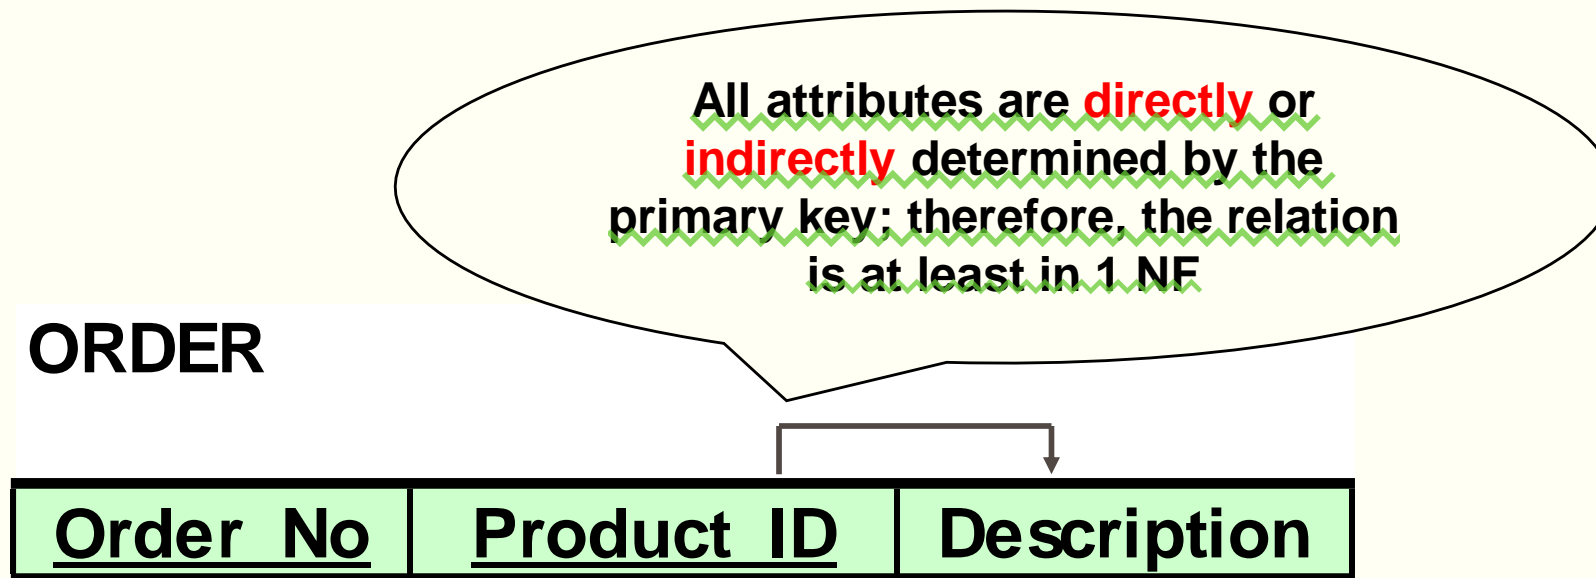 All attributes are directly or
indirectly determined by the
primary key; therefore, the relation
is at least in 1 NF
ORDER
Order No Product ID Description